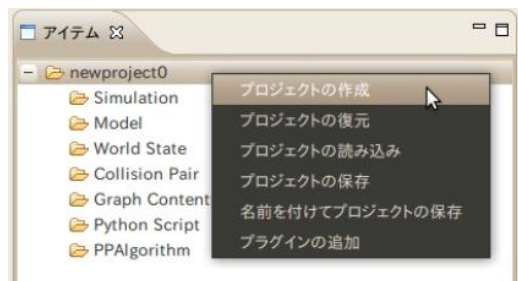 アイテム
newproject0
Simulation
Model
World State
Collision Pair
Graph Content
Python Script
PPAlgorithm
プロジェクトの作成
プロジェクトの復元
プロジェクトの読み込み
プロジェクトの保存
名前を付けてプロジェクトの保存
プラグインの追加